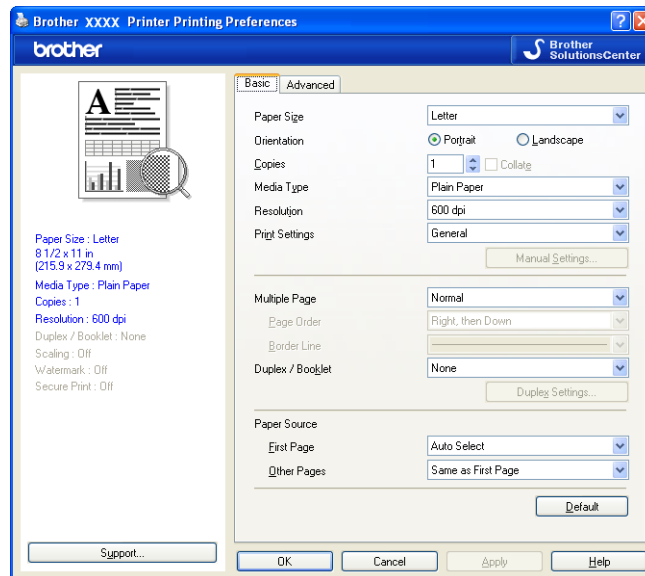 Brother XXXX Printer Printing Preferences
brother
Brother
SolutionsCenter
A
Paper Size : Letter
8 1/2 x 11 in
(215.9 x 279.4 mm)
Media Type : Plain Paper
Copies : 1
Resolution : 600 dpi
Duplex / Booklet : None
Scaling : Off
Watermark : Off
Secure Print : Off
Support...
Basic Advanced
Paper Size Letter
Orientation Portrait Landscape
Copies 1 Collate
Media Type Plain Paper
Resolution 600 dpi
Print Settings General
Manual Settings...
Multiple Page Normal
Page Order Right, then Down
Border Line
Duplex / Booklet None
Duplex Settings...
Paper Source
First Page Auto Select
Other Pages Same as First Page
Default
OK Cancel Apply Help